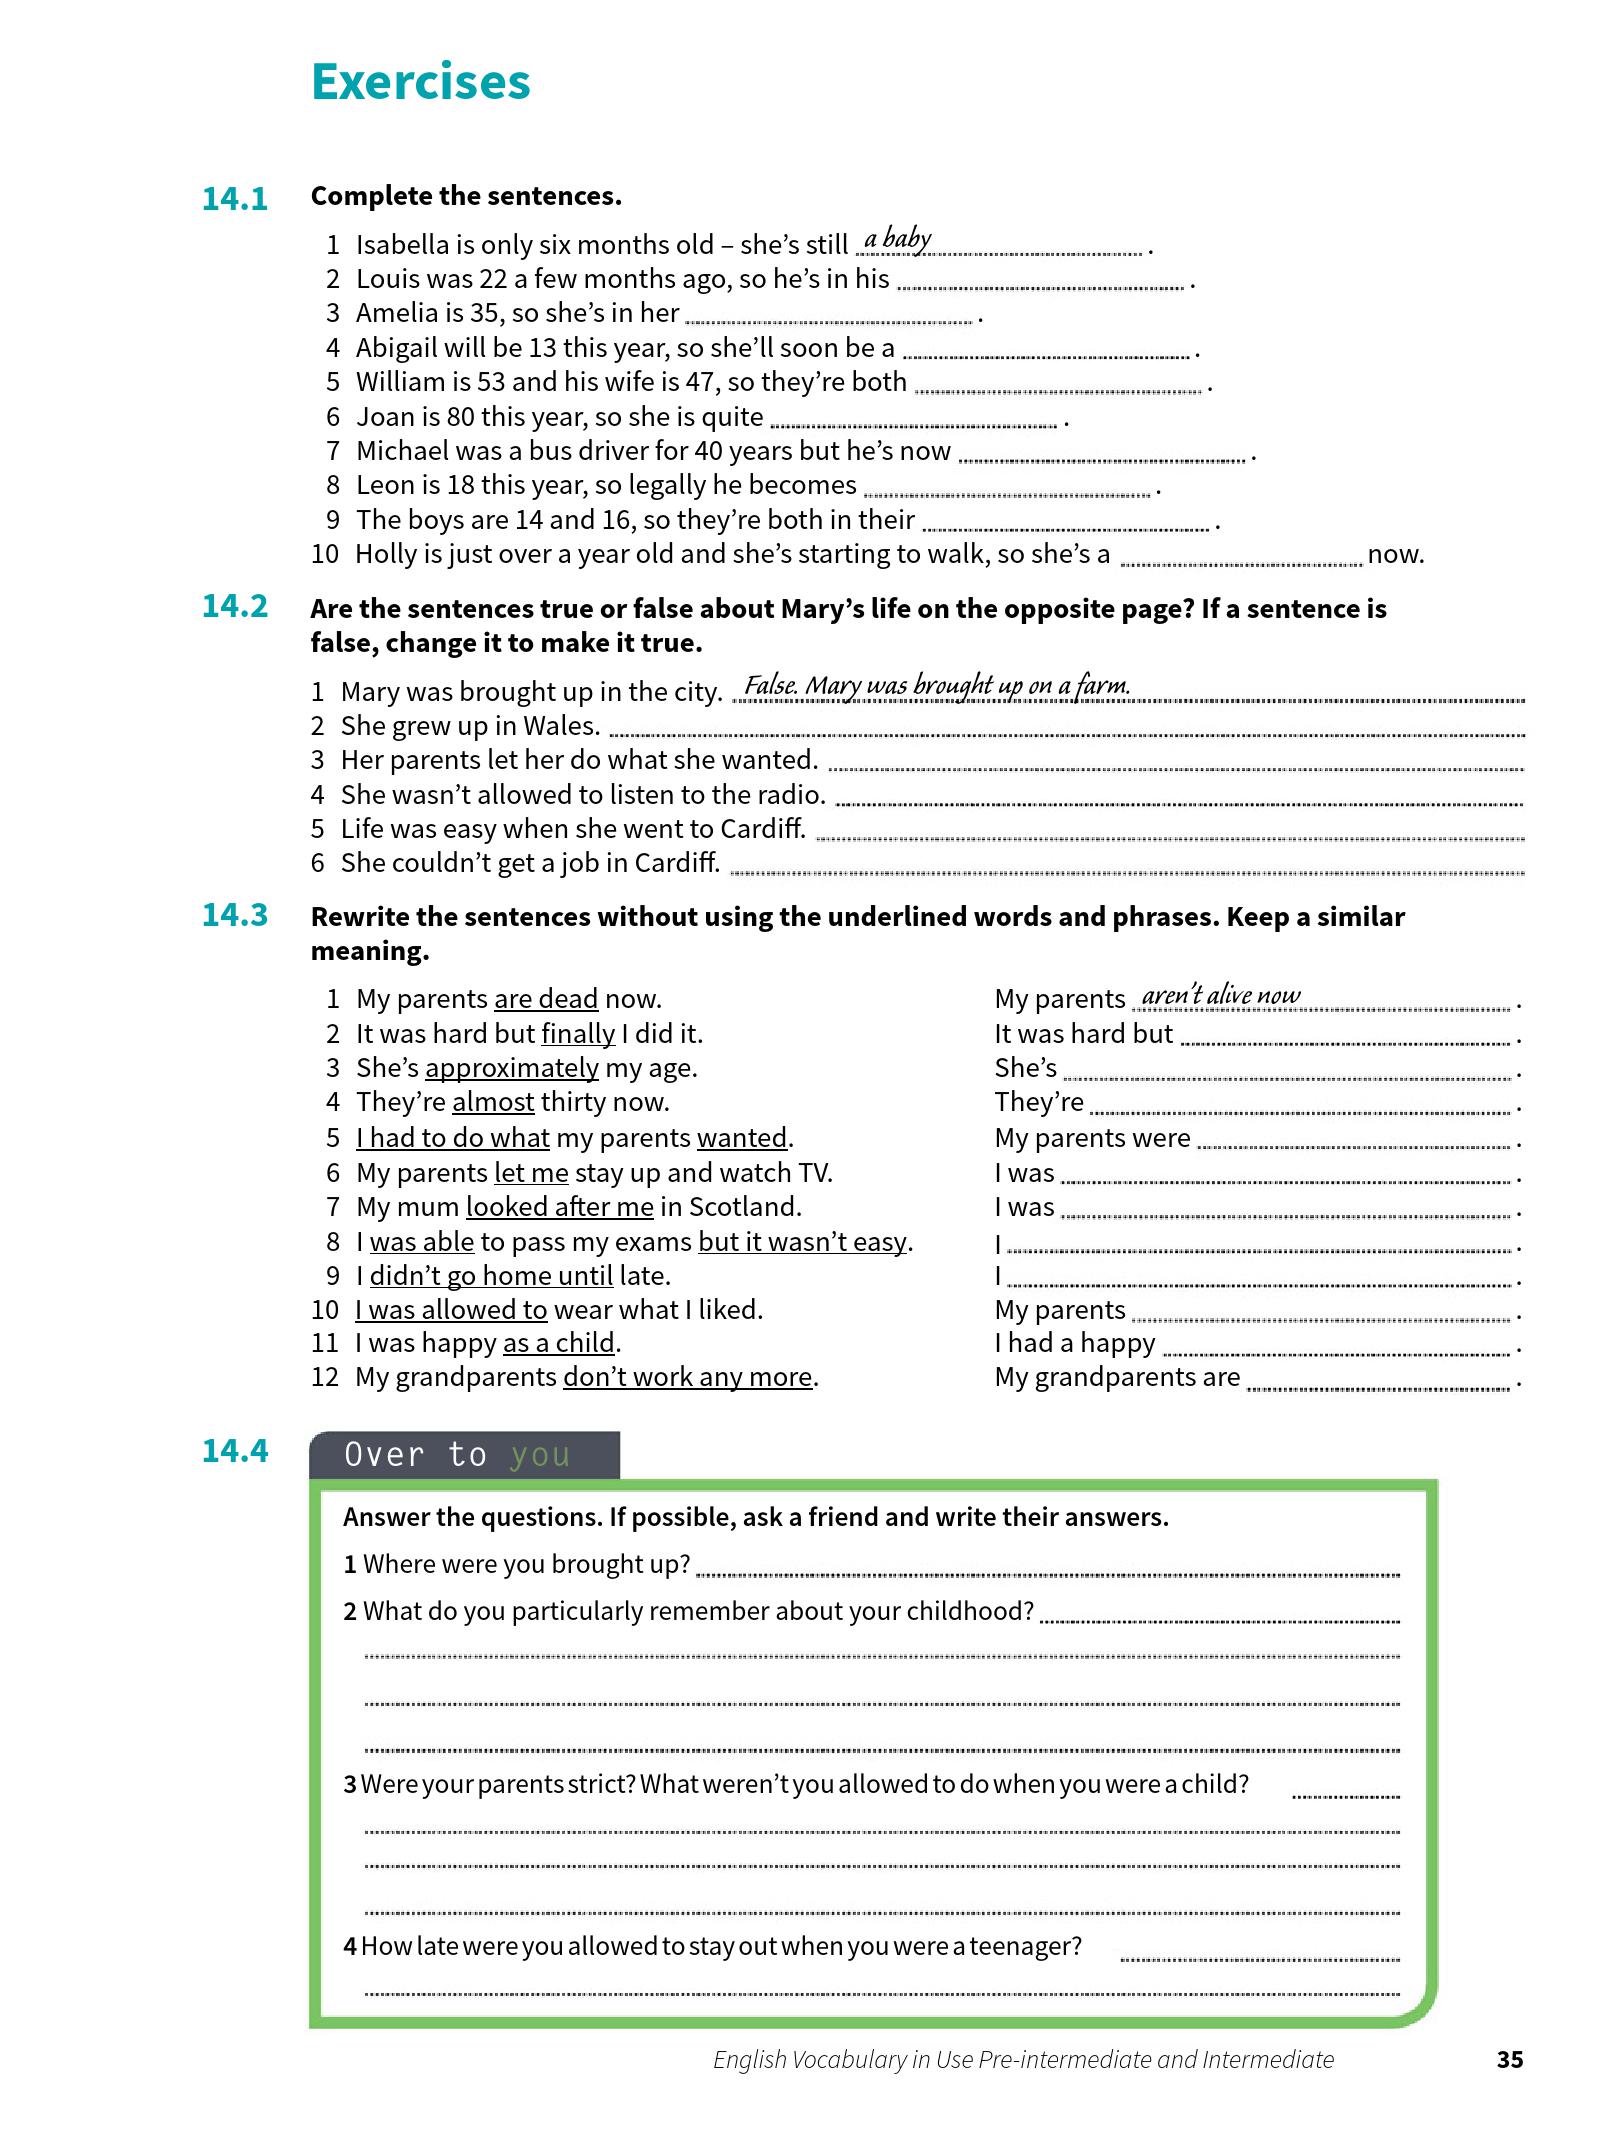 Exercises
14.1 Complete the sentences.
1 Isabella is only six months old – she’s still a baby .
2 Louis was 22 a few months ago, so he’s in his .
3 Amelia is 35, so she’s in her .
4 Abigail will be 13 this year, so she’ll soon be a .
5 William is 53 and his wife is 47, so they’re both .
6 Joan is 80 this year, so she is quite .
7 Michael was a bus driver for 40 years but he’s now .
8 Leon is 18 this year, so legally he becomes .
9 The boys are 14 and 16, so they’re both in their .
10 Holly is just over a year old and she’s starting to walk, so she’s a now.
14.2 Are the sentences true or false about Mary’s life on the opposite page? If a sentence is
false, change it to make it true.
1 Mary was brought up in the city. False. Mary was brought up on a farm.
2 She grew up in Wales.
3 Her parents let her do what she wanted.
4 She wasn’t allowed to listen to the radio.
5 Life was easy when she went to Cardiff.
6 She couldn’t get a job in Cardiff.
14.3 Rewrite the sentences without using the underlined words and phrases. Keep a similar
meaning.
1 My parents are dead now. My parents aren’t alive now .
2 It was hard but finally I did it. It was hard but .
3 She’s approximately my age. She’s .
4 They’re almost thirty now. They’re .
5 I had to do what my parents wanted. My parents were .
6 My parents let me stay up and watch TV. I was .
7 My mum looked after me in Scotland. I was .
8 I was able to pass my exams but it wasn’t easy. I .
9 I didn’t go home until late. I .
10 I was allowed to wear what I liked. My parents .
11 I was happy as a child. I had a happy .
12 My grandparents don’t work any more. My grandparents are .
14.4 Over to you
Answer the questions. If possible, ask a friend and write their answers.
1 Where were you brought up?
2 What do you particularly remember about your childhood?
3 Were your parents strict? What weren’t you allowed to do when you were a child?
4 How late were you allowed to stay out when you were a teenager?
English Vocabulary in Use Pre-intermediate and Intermediate 35